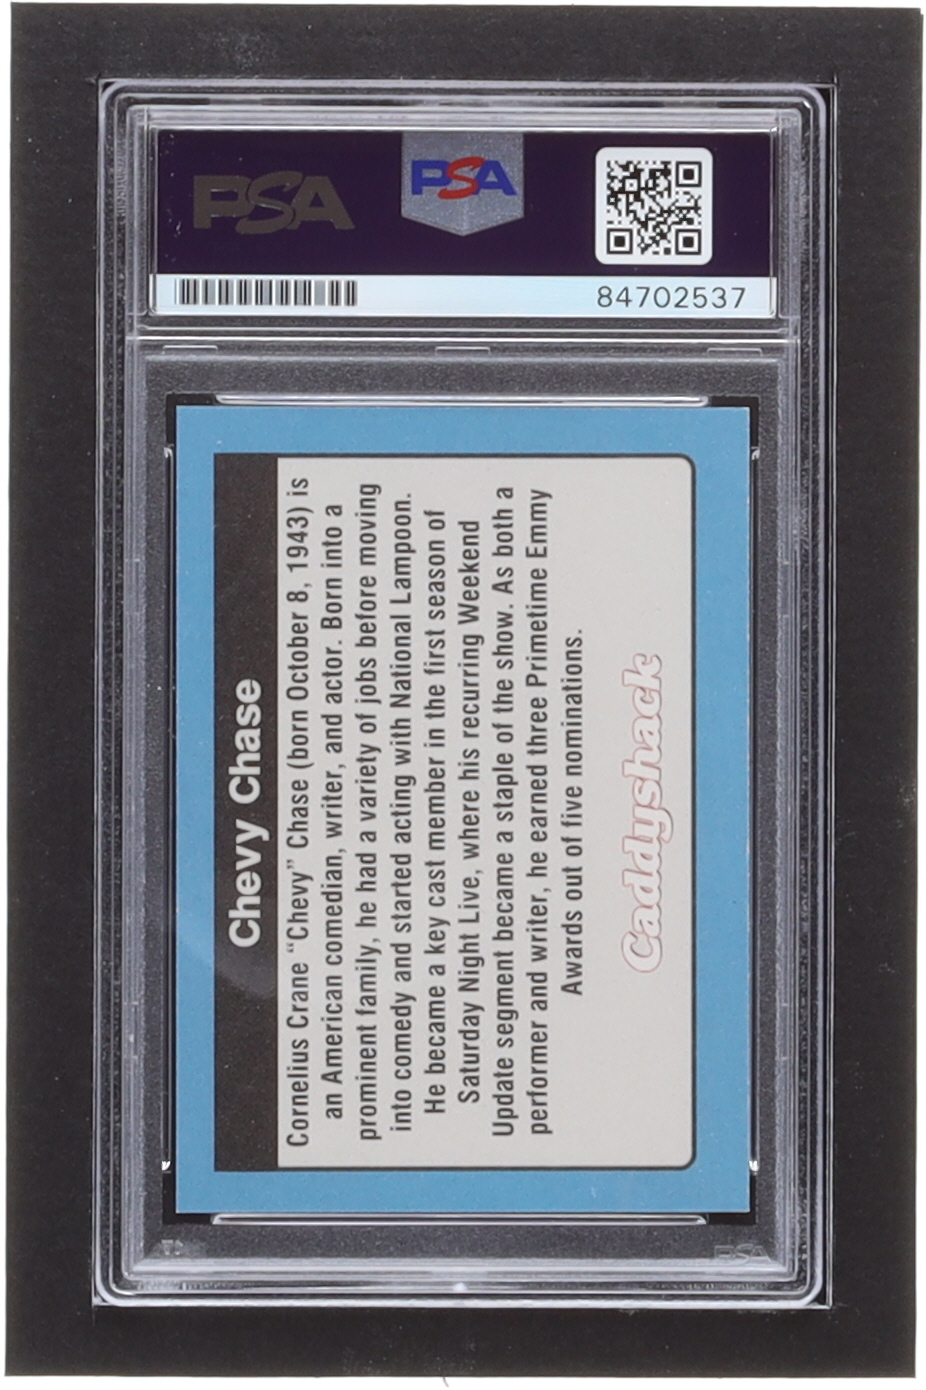 PSA
PSA
84702537
Chevy Chase
Cornelius Crane “Chevy” Chase (born October 8, 1943) is
an American comedian, writer, and actor. Born into a
prominent family, he had a variety of jobs before moving
into comedy and started acting with National Lampoon.
He became a key cast member in the first season of
Saturday Night Live, where his recurring Weekend
Update segment became a staple of the show. As both a
performer and writer, he earned three Primetime Emmy
Awards out of five nominations.
Caddyshack
PSA